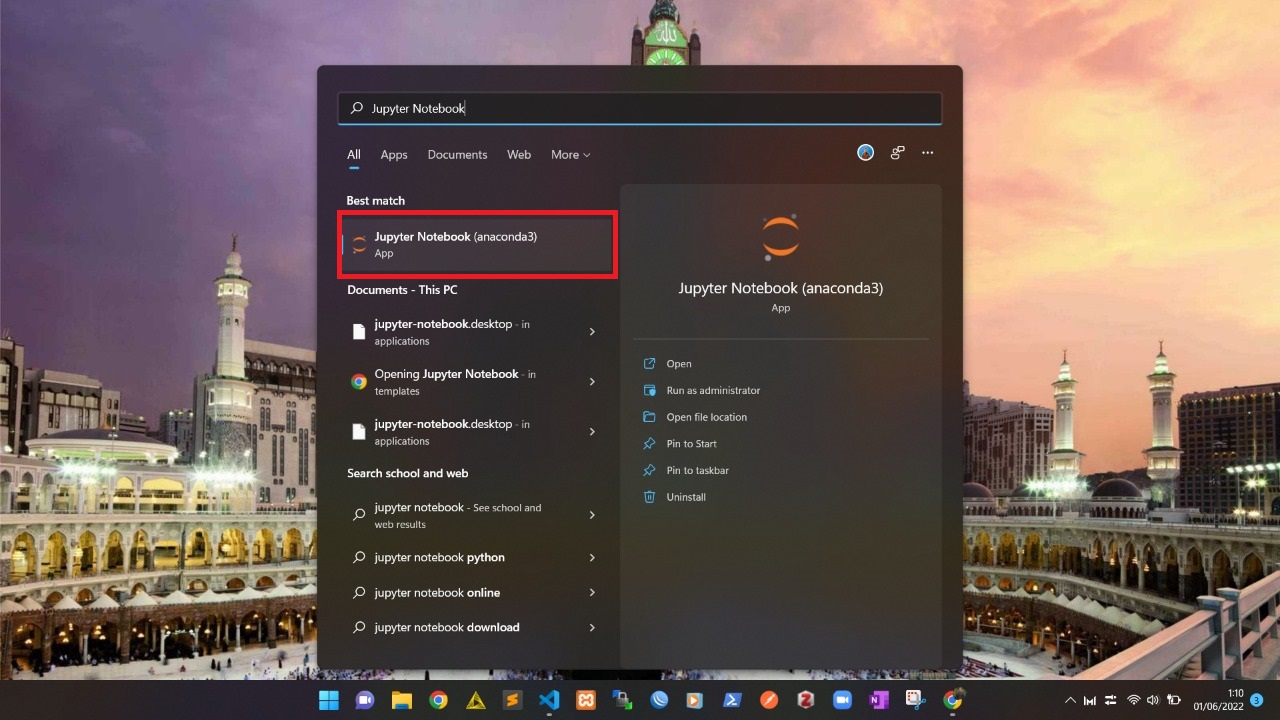 Jupyter Notebook
All Apps Documents Web More
Best match
Jupyter Notebook (anaconda3)
App
Documents - This PC
jupyter-notebook.desktop - in
applications
Opening Jupyter Notebook - in
templates
jupyter-notebook.desktop - in
applications
Search school and web
jupyter notebook - See school and
web results
jupyter notebook python
jupyter notebook online
jupyter notebook download
Jupyter Notebook (anaconda3)
App
Open
Run as administrator
Open file location
Pin to Start
Pin to taskbar
Uninstall
1:10
01/06/2022
3